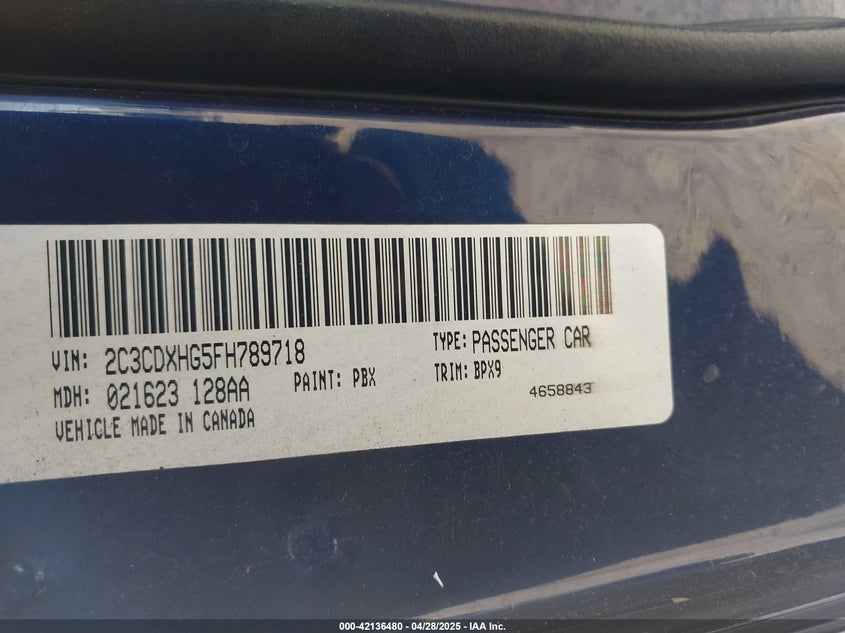 VIN: 2C3CDXHG5FH789718 TYPE: PASSENGER CAR
MDH: 021623 128AA PAINT: PBX TRIM: BPX9
VEHICLE MADE IN CANADA 4658843
000-42136480 - 04/28/2025 - IAA Inc.